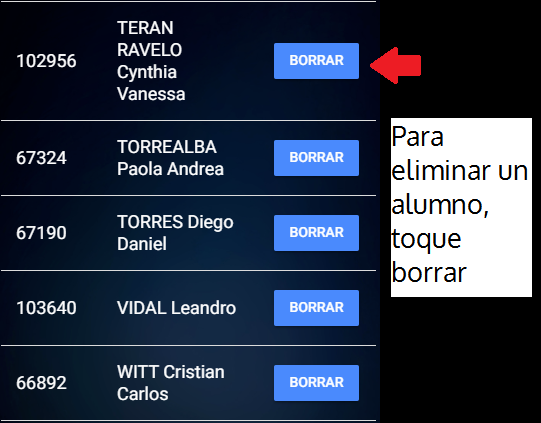 TERAN
RAVELO
102956 Cynthia BORRAR
Vanessa
67324 TORREALBA BORRAR
Paola Andrea
67190 TORRES Diego BORRAR
Daniel
103640 VIDAL Leandro BORRAR
66892 WITT Cristian BORRAR
Carlos
Para
eliminar un
alumno,
toque
borrar